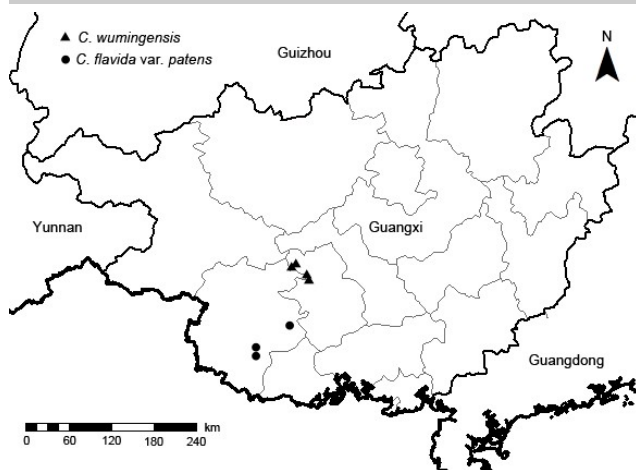 C. wumingensis
C. flavida var. patens
Guizhou
N
Yunnan
Guangxi
Guangdong
km
0 60 120 180 240